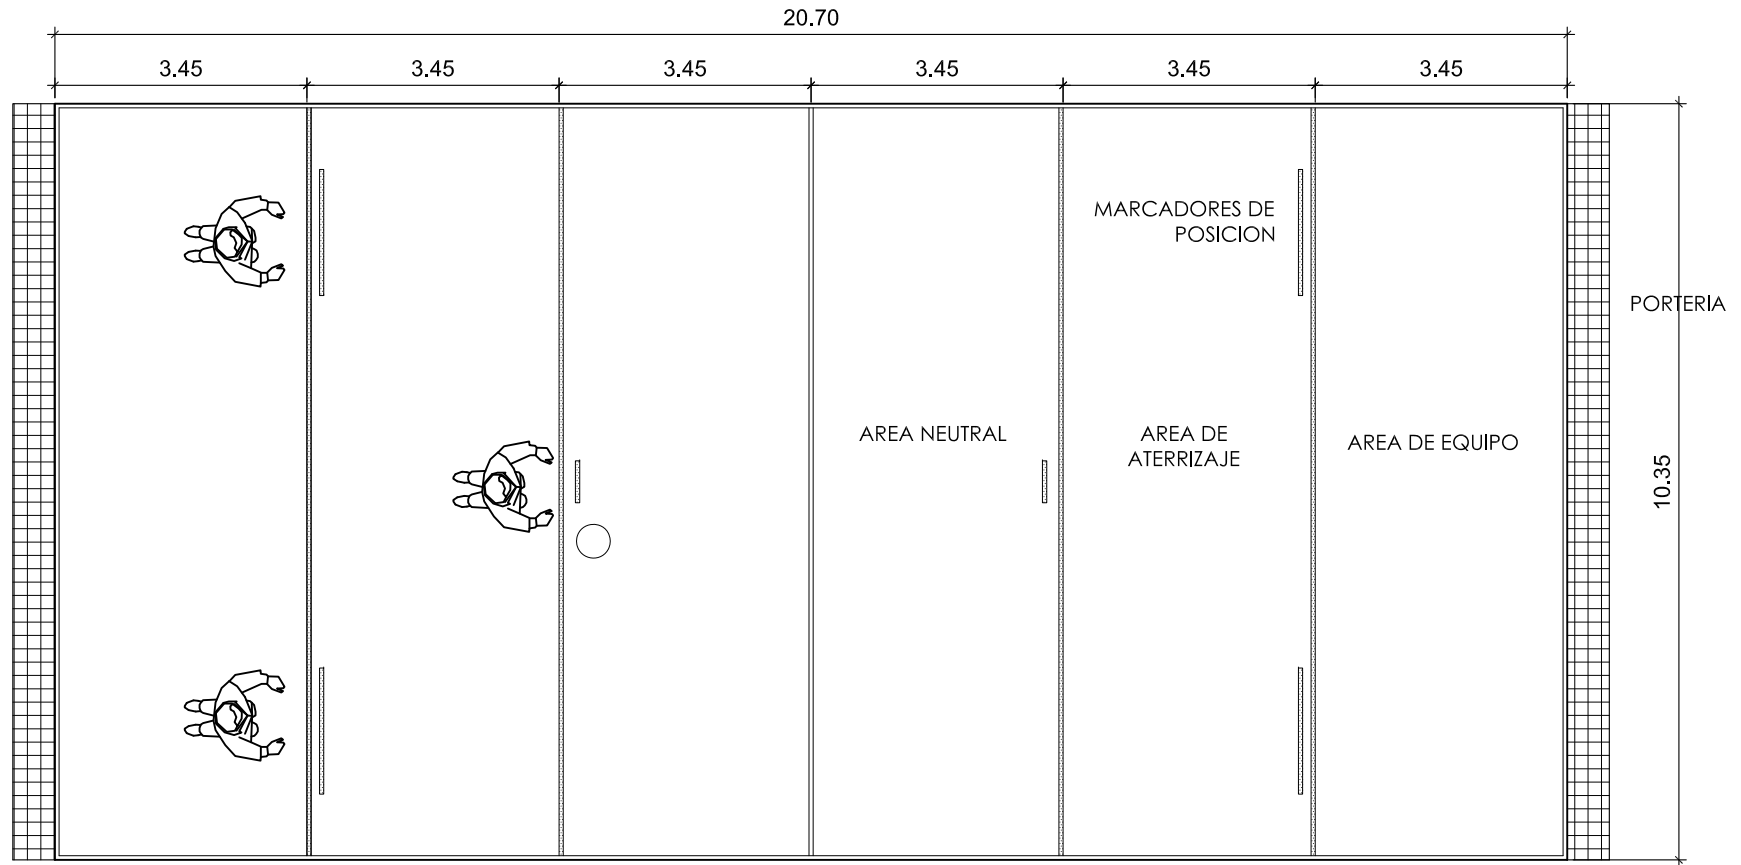 20.70
3.45 3.45 3.45 3.45 3.45 3.45
MARCADORES DE
POSICION
PORTERIA
AREA NEUTRAL
AREA DE
ATERRIZAJE
AREA DE EQUIPO
10.35